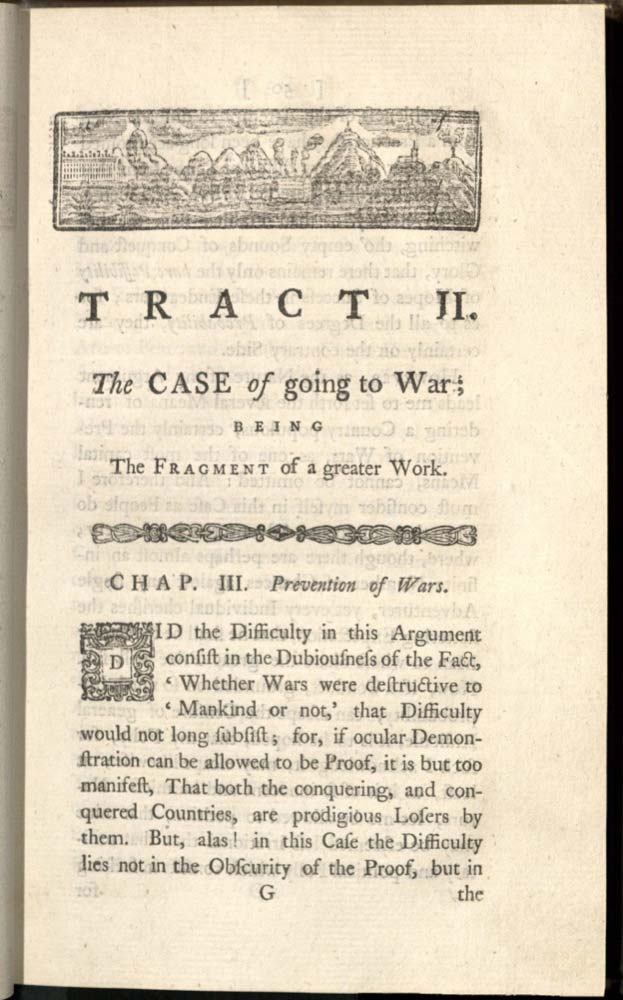 TRACT II.
The CASE of going to War;
BEING
The FRAGMENT of a greater Work.
CHAP. III. Prevention of Wars.
DID the Difficulty in this Argument
conſiſt in the Dubiouſneſs of the Fact,
‘ Whether Wars were deſtructive to
‘ Mankind or not,’ that Difficulty
would not long ſubſiſt; for, if ocular Demon-
ſtration can be allowed to be Proof, it is but too
manifeſt, That both the conquering, and con-
quered Countries, are prodigious Loſers by
them. But, alas! in this Caſe the Difficulty
lies not in the Obſcurity of the Proof, but in
G the